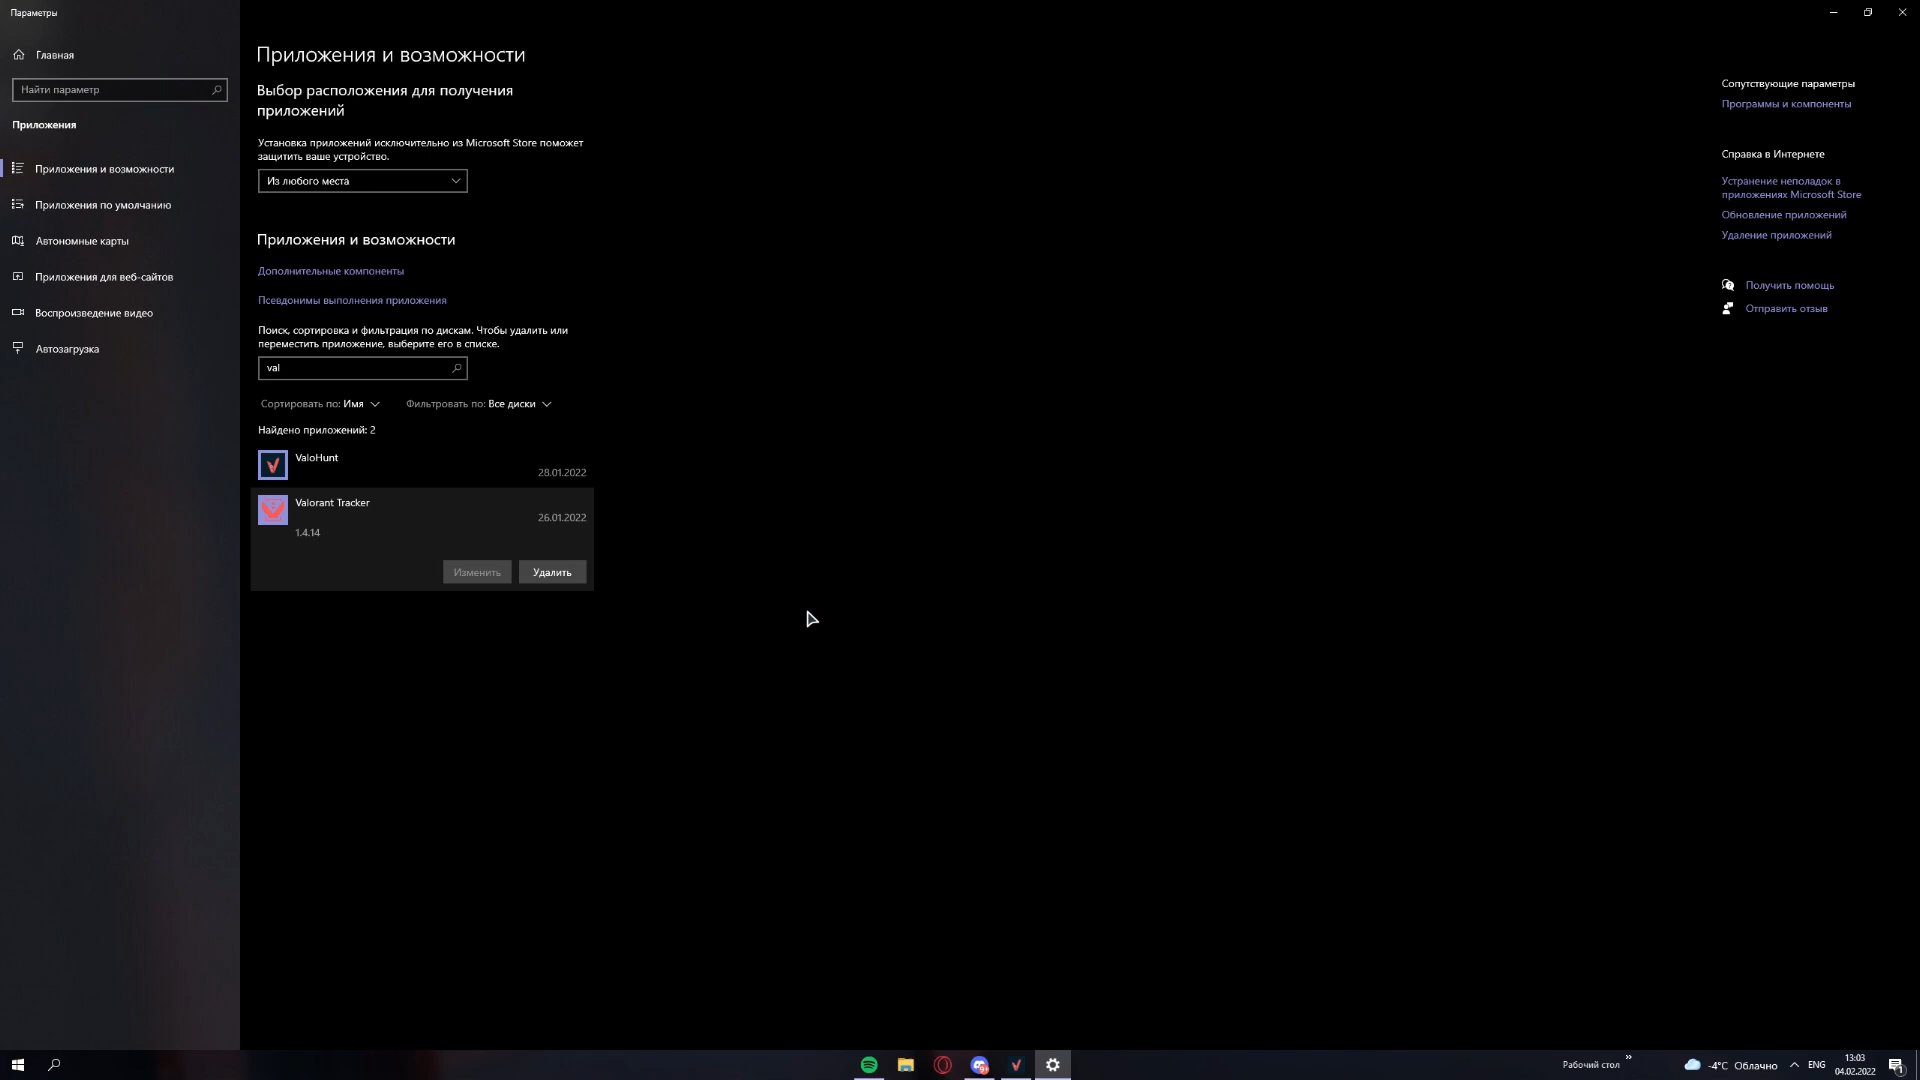 Параметры
Главная
Найти параметр
Приложения
Приложения и возможности
Приложения по умолчанию
Автономные карты
Приложения для веб-сайтов
Воспроизведение видео
Автозагрузка
Приложения и возможности
Выбор расположения для получения
приложений
Установка приложений исключительно из Microsoft Store поможет
защитить ваше устройство.
Из любого места
Приложения и возможности
Дополнительные компоненты
Псевдонимы выполнения приложения
Поиск, сортировка и фильтрация по дискам. Чтобы удалить или
переместить приложение, выберите его в списке.
val
Сортировать по: Имя Фильтровать по: Все диски
Найдено приложений: 2
ValoHunt
28.01.2022
Valorant Tracker
26.01.2022
1.4.14
Изменить Удалить
Сопутствующие параметры
Программы и компоненты
Справка в Интернете
Устранение неполадок в
приложениях Microsoft Store
Обновление приложений
Удаление приложений
Получить помощь
Отправить отзыв
Рабочий стол
-4°C Облачно
ENG
13:03
04.02.2022
1
9+